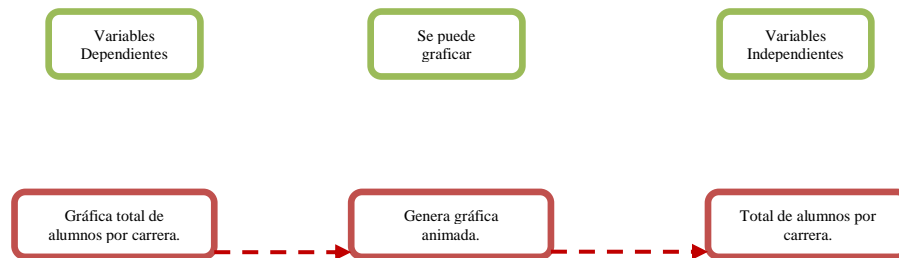 Variables
Dependientes
Se puede
graficar
Variables
Independientes
Gráfica total de
alumnos por carrera.
Genera gráfica
animada.
Total de alumnos por
carrera.